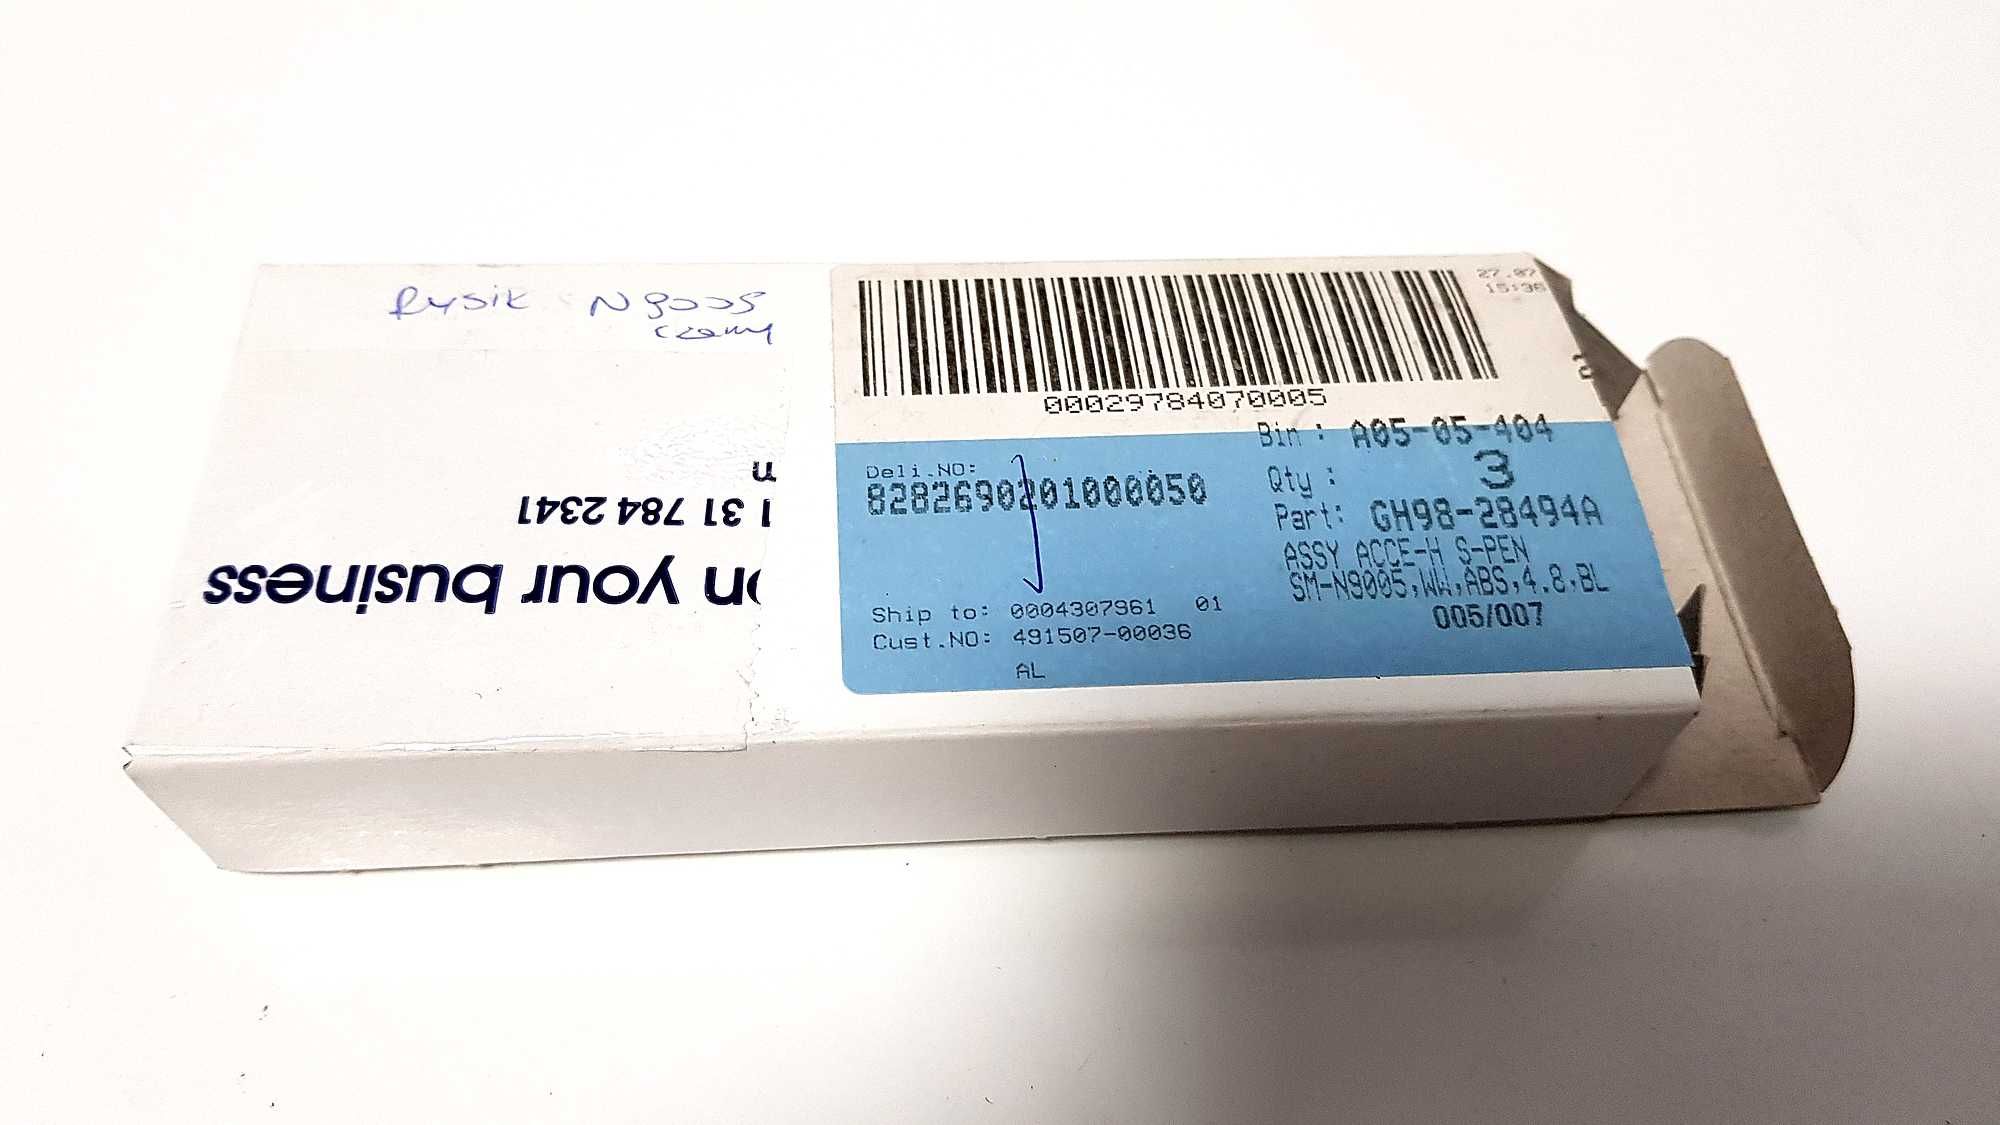 Rysik N9005
czarny
27.07
15:36
00029784070005
Bin : A05-05-404
Deli.NO:
8282690201000050
Qty : 3
Part: GH98-28494A
ASSY ACCE-H S-PEN
SM-N9005,WW,ABS,4.8,BL
005/007
Ship to: 0004307961 01
Cust.NO: 491507-00036
AL
n your business
31 784 2341